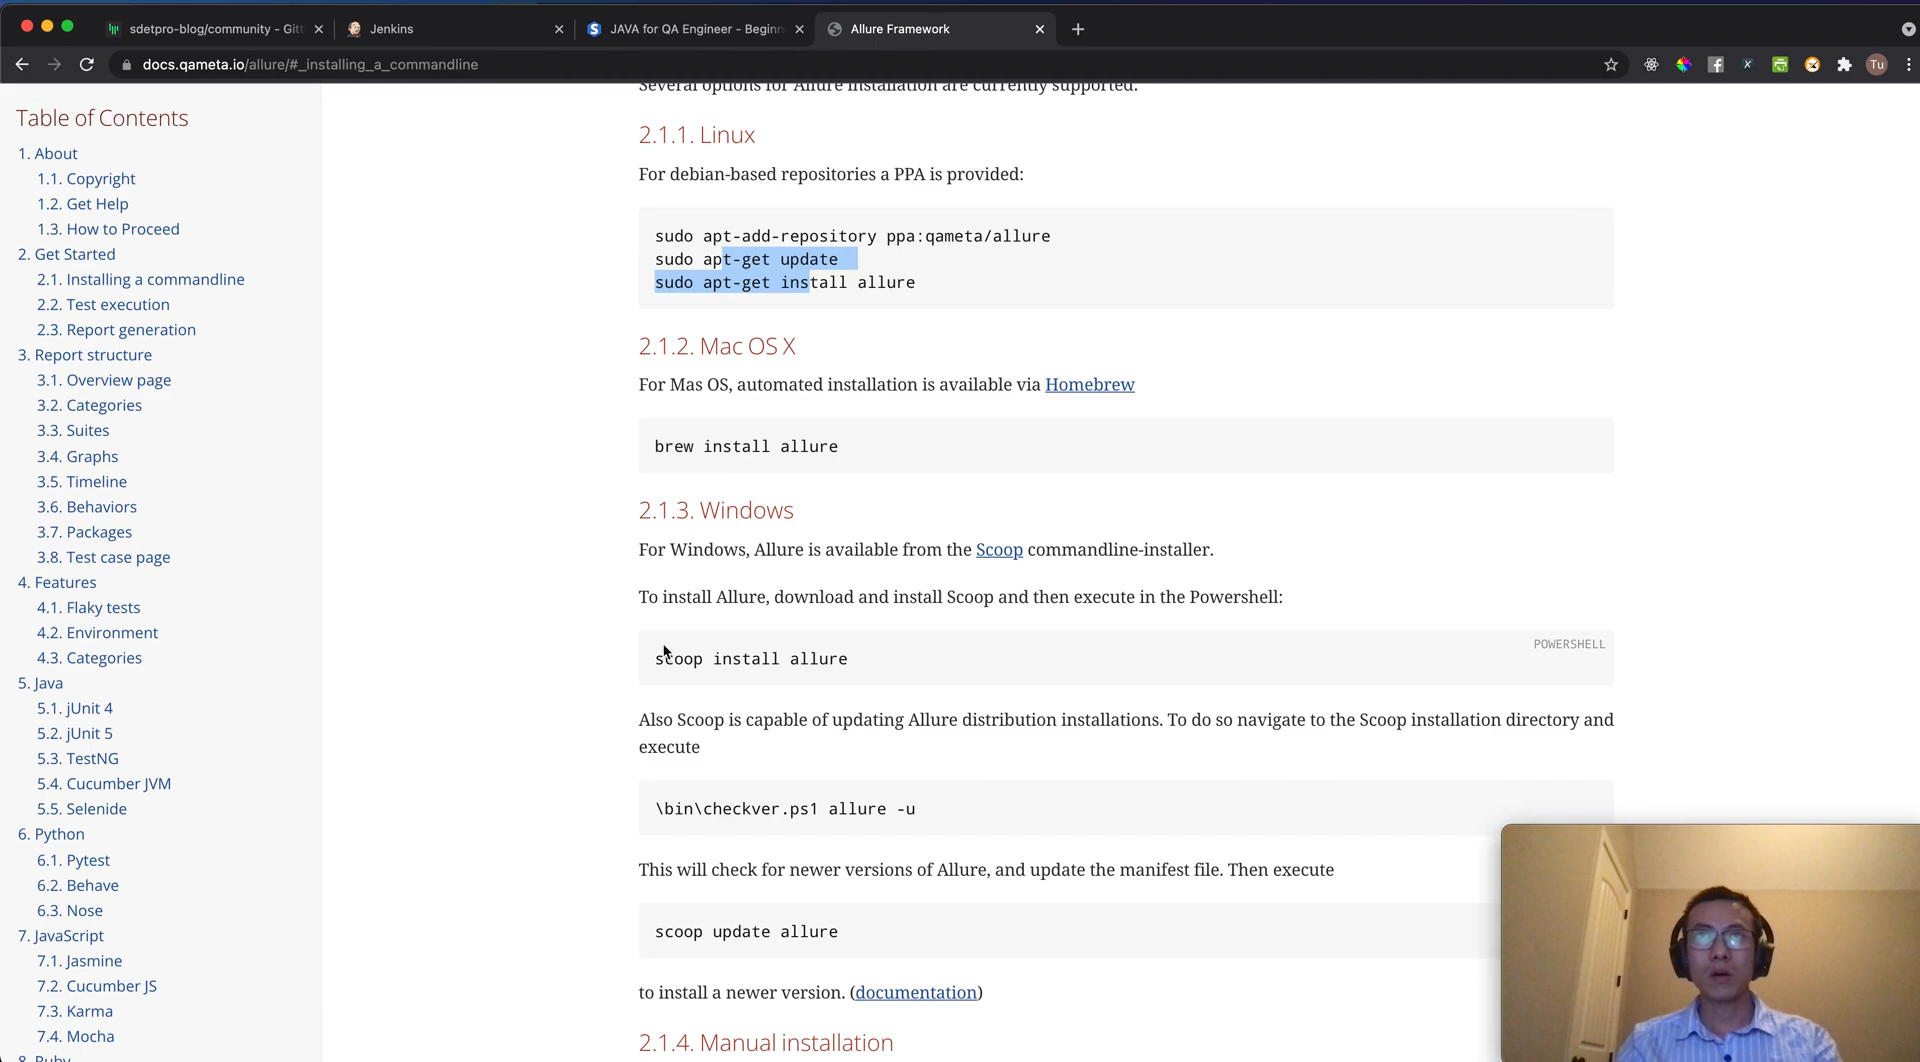 sdetpro-blog/community - Gitt
Jenkins
JAVA for QA Engineer - Beginn
Allure Framework
docs.qameta.io/allure/#_installing_a_commandline
Tu
Table of Contents
1. About
1.1. Copyright
1.2. Get Help
1.3. How to Proceed
2. Get Started
2.1. Installing a commandline
2.2. Test execution
2.3. Report generation
3. Report structure
3.1. Overview page
3.2. Categories
3.3. Suites
3.4. Graphs
3.5. Timeline
3.6. Behaviors
3.7. Packages
3.8. Test case page
4. Features
4.1. Flaky tests
4.2. Environment
4.3. Categories
5. Java
5.1. jUnit 4
5.2. jUnit 5
5.3. TestNG
5.4. Cucumber JVM
5.5. Selenide
6. Python
6.1. Pytest
6.2. Behave
6.3. Nose
7. JavaScript
7.1. Jasmine
7.2. Cucumber JS
7.3. Karma
7.4. Mocha
8. Ruby
Several options for Allure installation are currently supported.
2.1.1. Linux
For debian-based repositories a PPA is provided:
sudo apt-add-repository ppa:qameta/allure
sudo apt-get update
sudo apt-get install allure
2.1.2. Mac OS X
For Mas OS, automated installation is available via Homebrew
brew install allure
2.1.3. Windows
For Windows, Allure is available from the Scoop commandline-installer.
To install Allure, download and install Scoop and then execute in the Powershell:
POWERSHELL
scoop install allure
Also Scoop is capable of updating Allure distribution installations. To do so navigate to the Scoop installation directory and
execute
\bin\checkver.ps1 allure -u
This will check for newer versions of Allure, and update the manifest file. Then execute
scoop update allure
to install a newer version. (documentation)
2.1.4. Manual installation